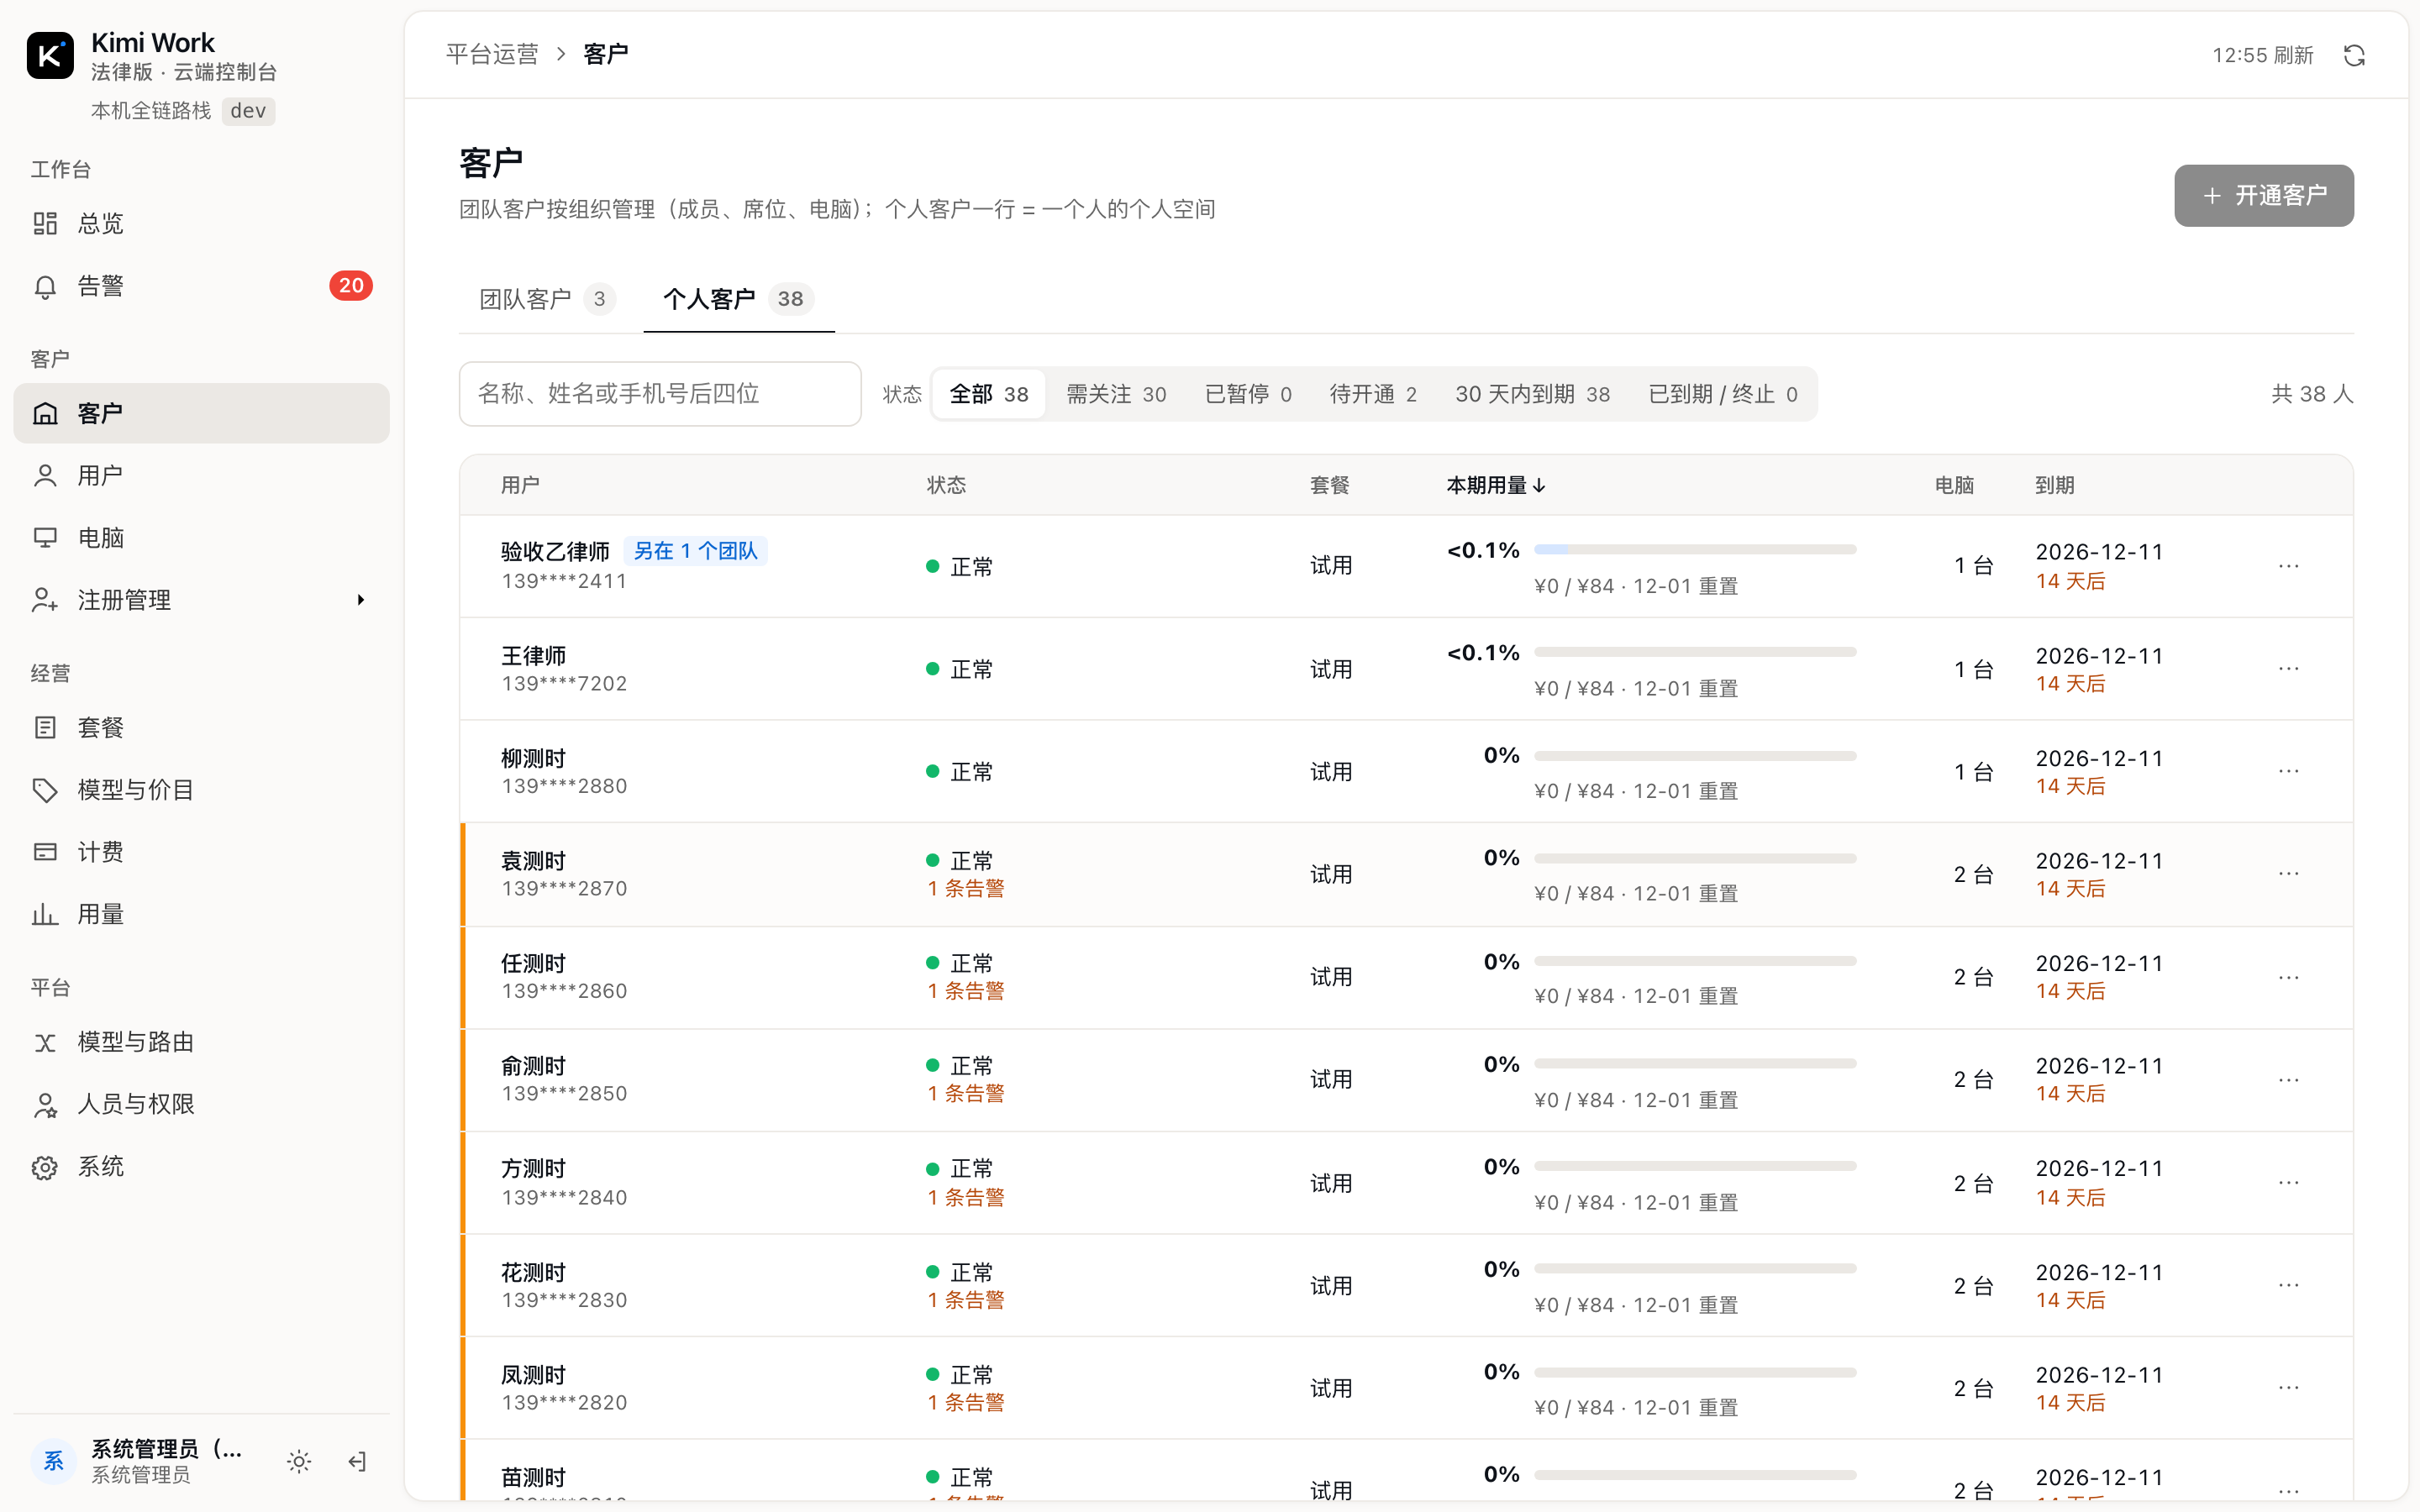 Kimi Work
法律版 · 云端控制台
本机全链路栈 dev
工作台
总览
告警 20
客户
客户
用户
电脑
注册管理
经营
套餐
模型与价目
计费
用量
平台
模型与路由
人员与权限
系统
系 系统管理员（...
系统管理员
平台运营 > 客户
12:55 刷新
客户
团队客户按组织管理（成员、席位、电脑）；个人客户一行 = 一个人的个人空间
+ 开通客户
团队客户 3 个人客户 38
名称、姓名或手机号后四位 状态 全部 38 需关注 30 已暂停 0 待开通 2 30 天内到期 38 已到期 / 终止 0 共 38 人
用户 状态 套餐 本期用量↓ 电脑 到期
验收乙律师 另在 1 个团队 正常 试用 <0.1% 1 台 2026-12-11 ...
139****2411 ¥0 / ¥84 · 12-01 重置 14 天后
王律师 正常 试用 <0.1% 1 台 2026-12-11 ...
139****7202 ¥0 / ¥84 · 12-01 重置 14 天后
柳测时 正常 试用 0% 1 台 2026-12-11 ...
139****2880 ¥0 / ¥84 · 12-01 重置 14 天后
袁测时 正常 试用 0% 2 台 2026-12-11 ...
139****2870 1 条告警 ¥0 / ¥84 · 12-01 重置 14 天后
任测时 正常 试用 0% 2 台 2026-12-11 ...
139****2860 1 条告警 ¥0 / ¥84 · 12-01 重置 14 天后
俞测时 正常 试用 0% 2 台 2026-12-11 ...
139****2850 1 条告警 ¥0 / ¥84 · 12-01 重置 14 天后
方测时 正常 试用 0% 2 台 2026-12-11 ...
139****2840 1 条告警 ¥0 / ¥84 · 12-01 重置 14 天后
花测时 正常 试用 0% 2 台 2026-12-11 ...
139****2830 1 条告警 ¥0 / ¥84 · 12-01 重置 14 天后
凤测时 正常 试用 0% 2 台 2026-12-11 ...
139****2820 1 条告警 ¥0 / ¥84 · 12-01 重置 14 天后
苗测时 正常 试用 0% 2 台 2026-12-11 ...